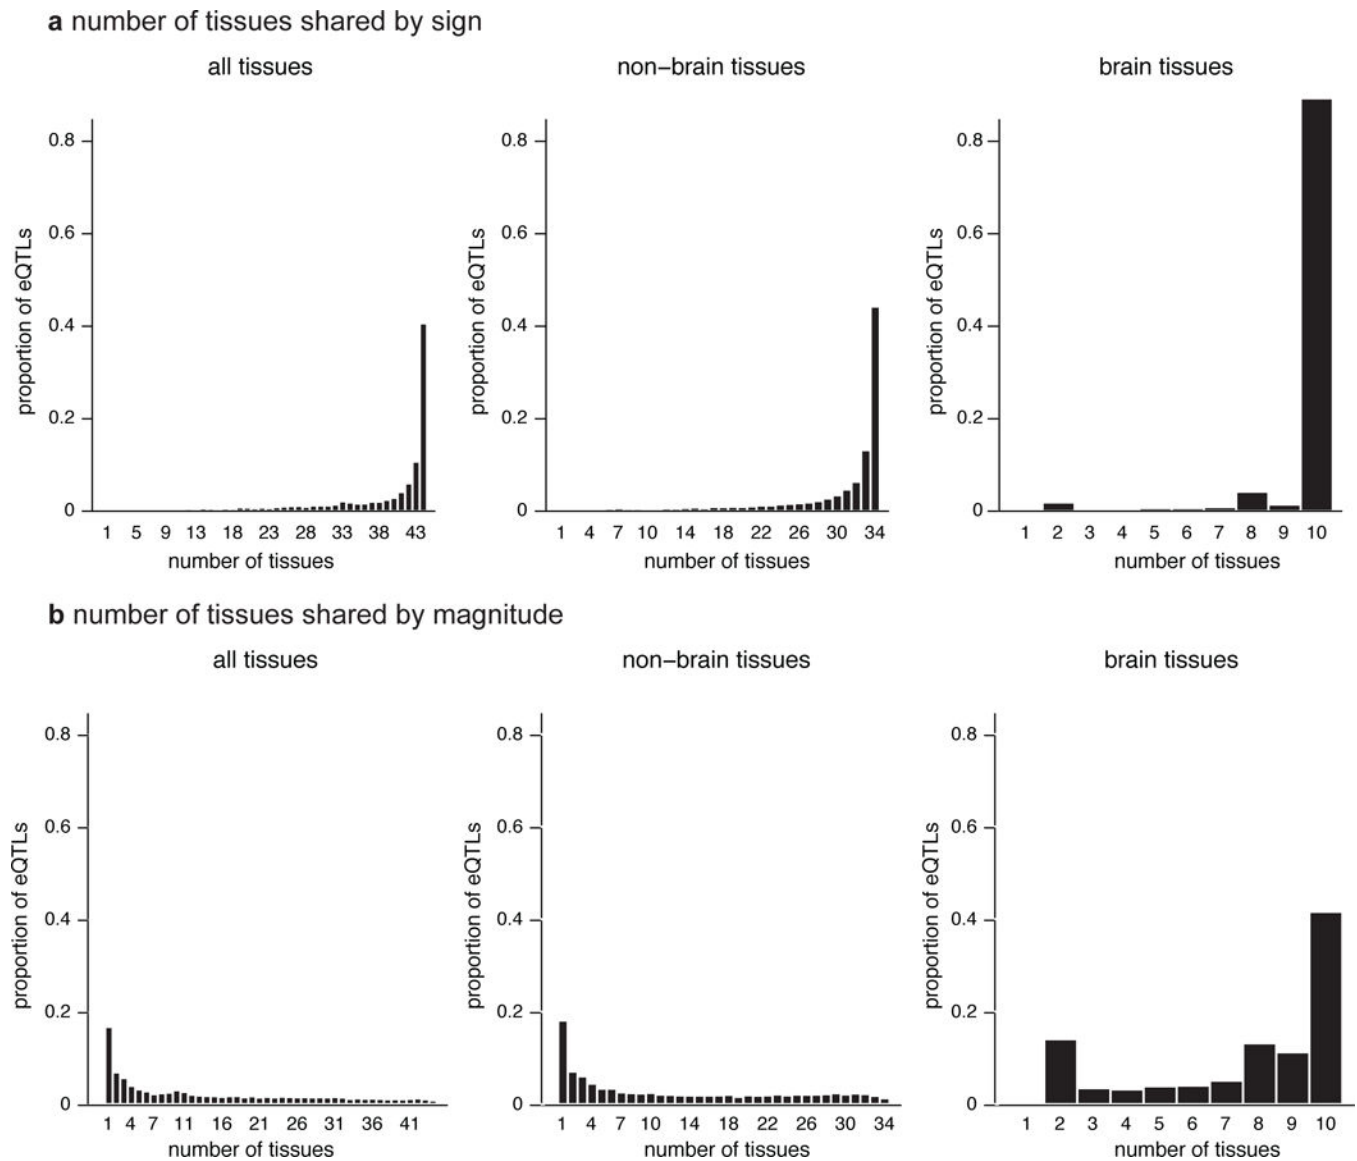 a number of tissues shared by sign
all tissues
non−brain tissues
brain tissues
proportion of eQTLs
0.8
0.6
0.4
0.2
0
1 5 9 13 18 23 28 33 38 43
number of tissues
proportion of eQTLs
0.8
0.6
0.4
0.2
0
1 4 7 10 14 18 22 26 30 34
number of tissues
proportion of eQTLs
0.8
0.6
0.4
0.2
0
1 2 3 4 5 6 7 8 9 10
number of tissues
b number of tissues shared by magnitude
all tissues
non−brain tissues
brain tissues
proportion of eQTLs
0.8
0.6
0.4
0.2
0
1 4 7 11 16 21 26 31 36 41
number of tissues
proportion of eQTLs
0.8
0.6
0.4
0.2
0
1 4 7 10 14 18 22 26 30 34
number of tissues
proportion of eQTLs
0.8
0.6
0.4
0.2
0
1 2 3 4 5 6 7 8 9 10
number of tissues